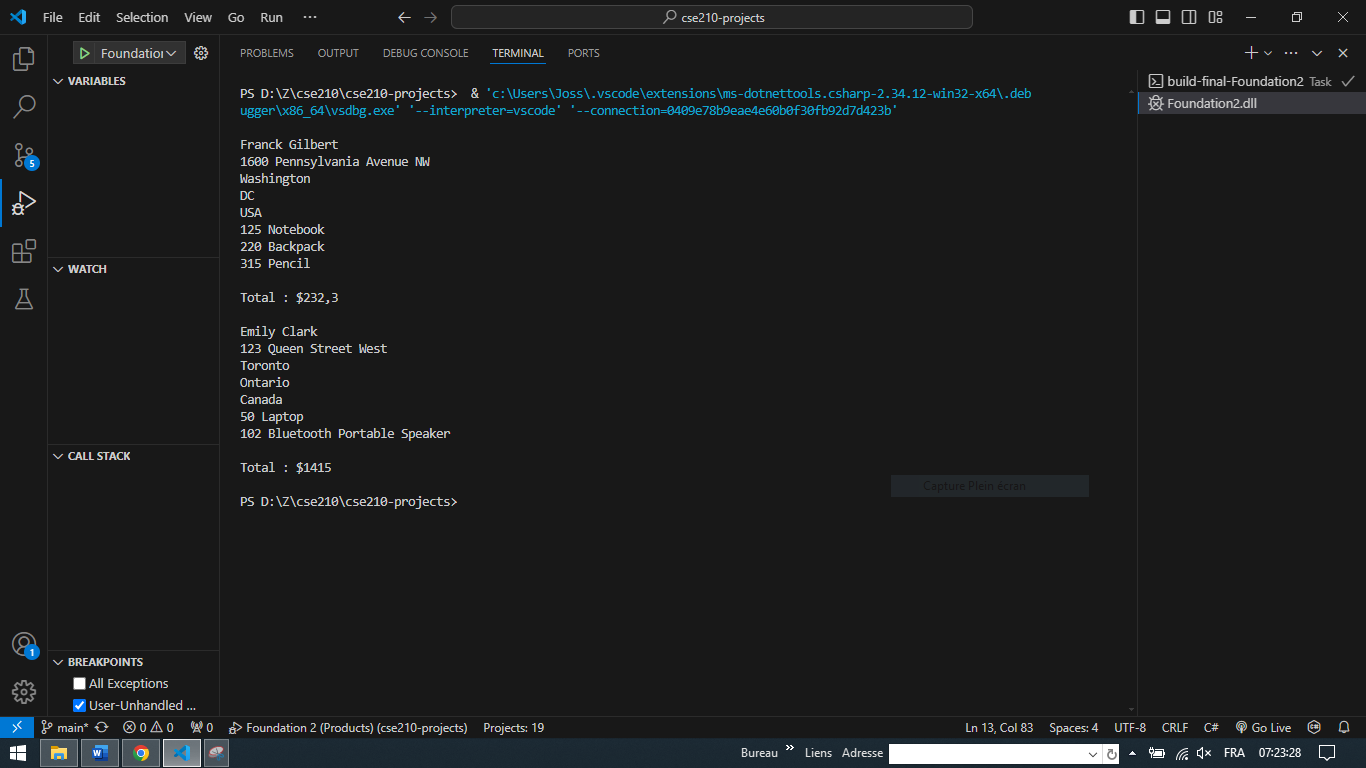 File Edit Selection View Go Run ··· cse210-projects
Foundation
VARIABLES
WATCH
CALL STACK
BREAKPOINTS
All Exceptions
User-Unhandled ...
5
1
PROBLEMS OUTPUT DEBUG CONSOLE TERMINAL PORTS
PS D:\Z\cse210\cse210-projects> & 'c:\Users\Joss\.vscode\extensions\ms-dotnettools.csharp-2.34.12-win32-x64\.deb
ugger\x86_64\vsdbg.exe' '--interpreter=vscode' '--connection=0409e78b9eae4e60b0f30fb92d7d423b'
Franck Gilbert
1600 Pennsylvania Avenue NW
Washington
DC
USA
125 Notebook
220 Backpack
315 Pencil
Total : $232,3
Emily Clark
123 Queen Street West
Toronto
Ontario
Canada
50 Laptop
102 Bluetooth Portable Speaker
Total : $1415
PS D:\Z\cse210\cse210-projects>
Capture Plein écran
build-final-Foundation2 Task
Foundation2.dll
main* 0 0 0 Foundation 2 (Products) (cse210-projects) Projects: 19 Ln 13, Col 83 Spaces: 4 UTF-8 CRLF C# Go Live
Bureau » Liens Adresse FRA 07:23:28